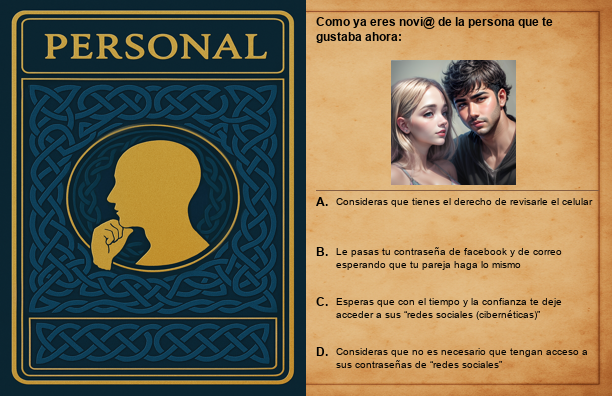 PERSONAL
Como ya eres novi@ de la persona que te
gustaba ahora:
A. Consideras que tienes el derecho de revisarle el celular
B. Le pasas tu contraseña de facebook y de correo
esperando que tu pareja haga lo mismo
C. Esperas que con el tiempo y la confianza te deje
acceder a sus “redes sociales (cibernéticas)”
D. Consideras que no es necesario que tengan acceso a
sus contraseñas de “redes sociales”